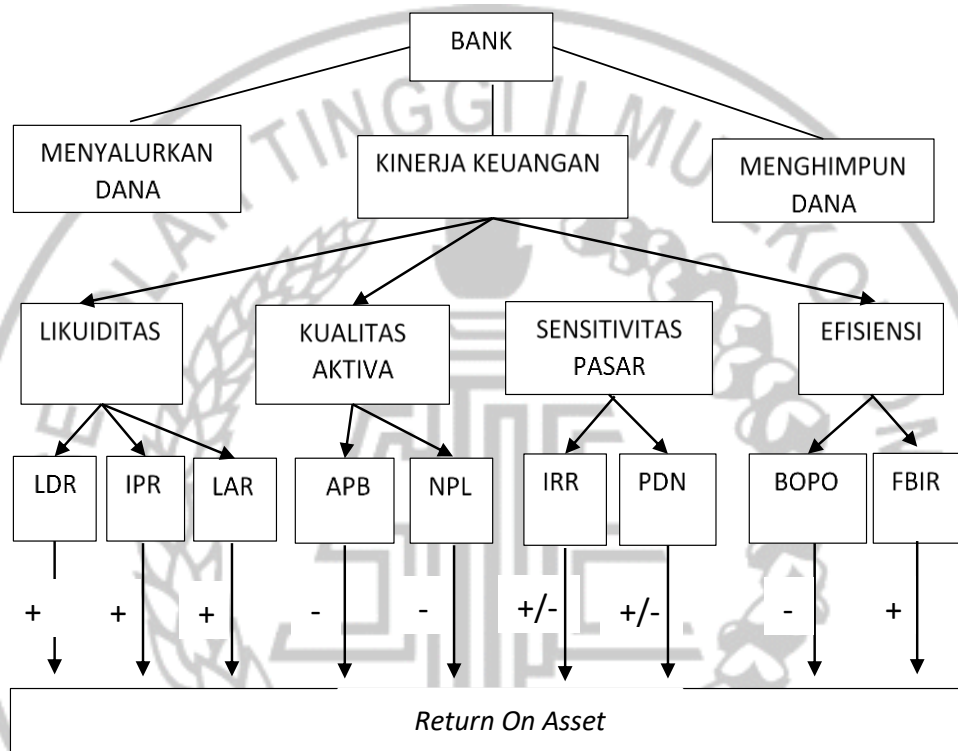 BANK
MENYALURKAN
DANA
KINERJA KEUANGAN
MENGHIMPUN
DANA
LIKUIDITAS
KUALITAS
AKTIVA
SENSITIVITAS
PASAR
EFISIENSI
LDR
IPR
LAR
APB
NPL
IRR
PDN
BOPO
FBIR
+
+
+
-
-
+/-
+/-
-
+
Return On Asset